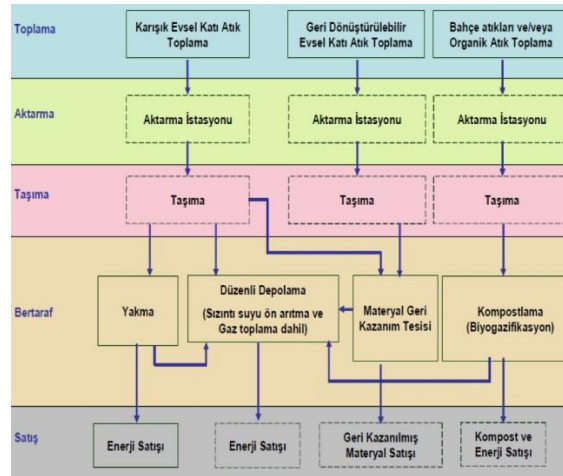 Toplama
Karışık Evsel Katı Atık
Toplama
Geri Dönüştürülebilir
Evsel Katı Atık Toplama
Bahçe atıkları ve/veya
Organik Atık Toplama
Aktarma
Aktarma İstasyonu
Aktarma İstasyonu
Aktarma İstasyonu
Taşıma
Taşıma
Taşıma
Taşıma
Bertaraf
Yakma
Düzenli Depolama
(Sızıntı suyu ön arıtma ve
Gaz toplama dahil)
Materyal Geri
Kazanım Tesisi
Kompostlama
(Biyogazifikasyon)
Satış
Enerji Satışı
Enerji Satışı
Geri Kazanılmış
Materyal Satışı
Kompost ve
Enerji Satışı